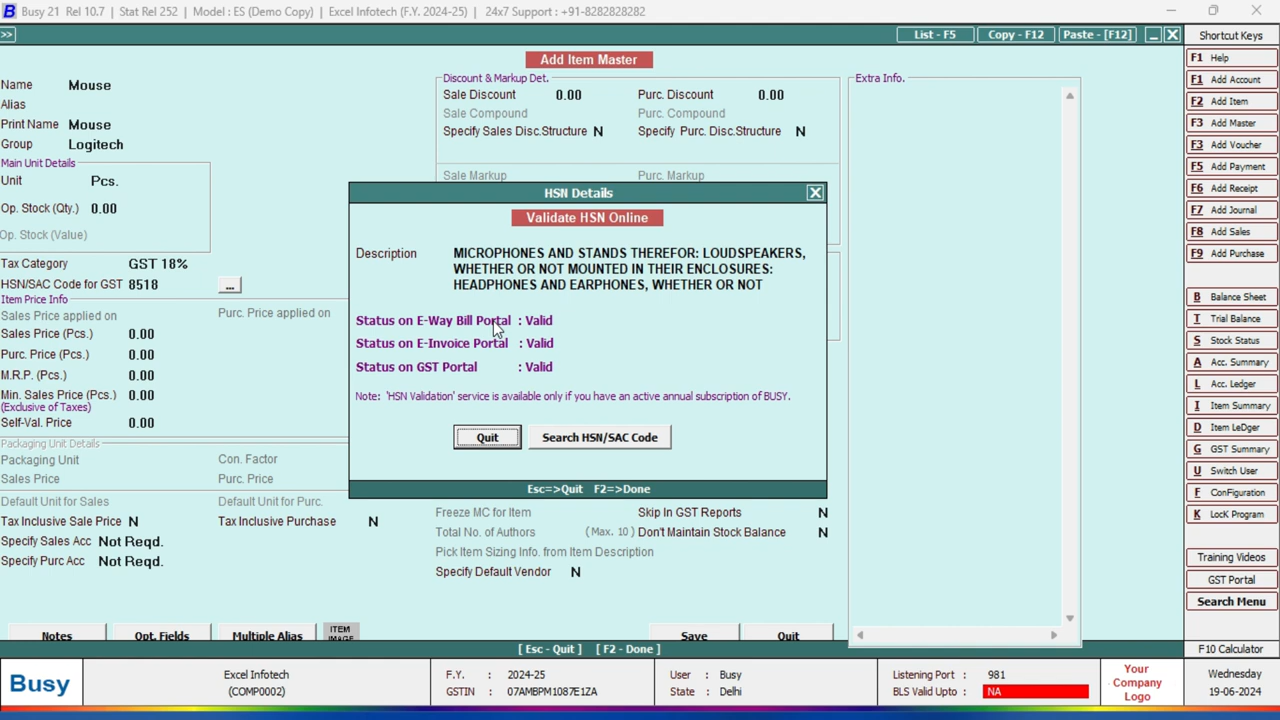 Busy 21 Rel 10.7 | Stat Rel 252 | Model : ES (Demo Copy) | Excel Infotech (F.Y. 2024-25) | 24x7 Support : +91-8282828282
>> List - F5 Copy - F12 Paste - [F12] Shortcut Keys
Add Item Master
Name Mouse
Alias
Print Name Mouse
Group Logitech
Main Unit Details
Unit Pcs.
Op. Stock (Qty.) 0.00
Op. Stock (Value)
Tax Category GST 18%
HSN/SAC Code for GST 8518 ...
Item Price Info
Sales Price applied on Purc. Price applied on
Sales Price (Pcs.) 0.00
Purc. Price (Pcs.) 0.00
M.R.P. (Pcs.) 0.00
Min. Sales Price (Pcs.) 0.00
(Exclusive of Taxes)
Self-Val. Price 0.00
Packaging Unit Details
Packaging Unit Con. Factor
Sales Price Purc. Price
Default Unit for Sales Default Unit for Purc.
Tax Inclusive Sale Price N Tax Inclusive Purchase N
Specify Sales Acc Not Reqd.
Specify Purc Acc Not Reqd.
Discount & Markup Det.
Sale Discount 0.00 Purc. Discount 0.00
Sale Compound Purc. Compound
Specify Sales Disc.Structure N Specify Purc. Disc.Structure N
Sale Markup Purc. Markup
HSN Details
Validate HSN Online
Description MICROPHONES AND STANDS THEREFOR: LOUDSPEAKERS,
WHETHER OR NOT MOUNTED IN THEIR ENCLOSURES:
HEADPHONES AND EARPHONES, WHETHER OR NOT
Status on E-Way Bill Portal : Valid
Status on E-Invoice Portal : Valid
Status on GST Portal : Valid
Note: 'HSN Validation' service is available only if you have an active annual subscription of BUSY.
Quit Search HSN/SAC Code
Esc=>Quit F2=>Done
Freeze MC for Item Skip In GST Reports N
Total No. of Authors (Max. 10) Don't Maintain Stock Balance N
Pick Item Sizing Info. from Item Description
Specify Default Vendor N
Extra Info.
Notes Opt. Fields Multiple Alias ITEM IMAGE Save Quit
[ Esc - Quit ] [ F2 - Done ]
F1 Help
F1 Add Account
F2 Add Item
F3 Add Master
F3 Add Voucher
F5 Add Payment
F6 Add Receipt
F7 Add Journal
F8 Add Sales
F9 Add Purchase
B Balance Sheet
T Trial Balance
S Stock Status
A Acc. Summary
L Acc. Ledger
I Item Summary
D Item LeDger
G GST Summary
U Switch User
F ConFiguration
K LocK Program
Training Videos
GST Portal
Search Menu
F10 Calculator
Busy
Excel Infotech
(COMP0002)
F.Y. : 2024-25
GSTIN : 07AMBPM1087E1ZA
User : Busy
State : Delhi
Listening Port : 981
BLS Valid Upto : NA
Your
Company
Logo
Wednesday
19-06-2024